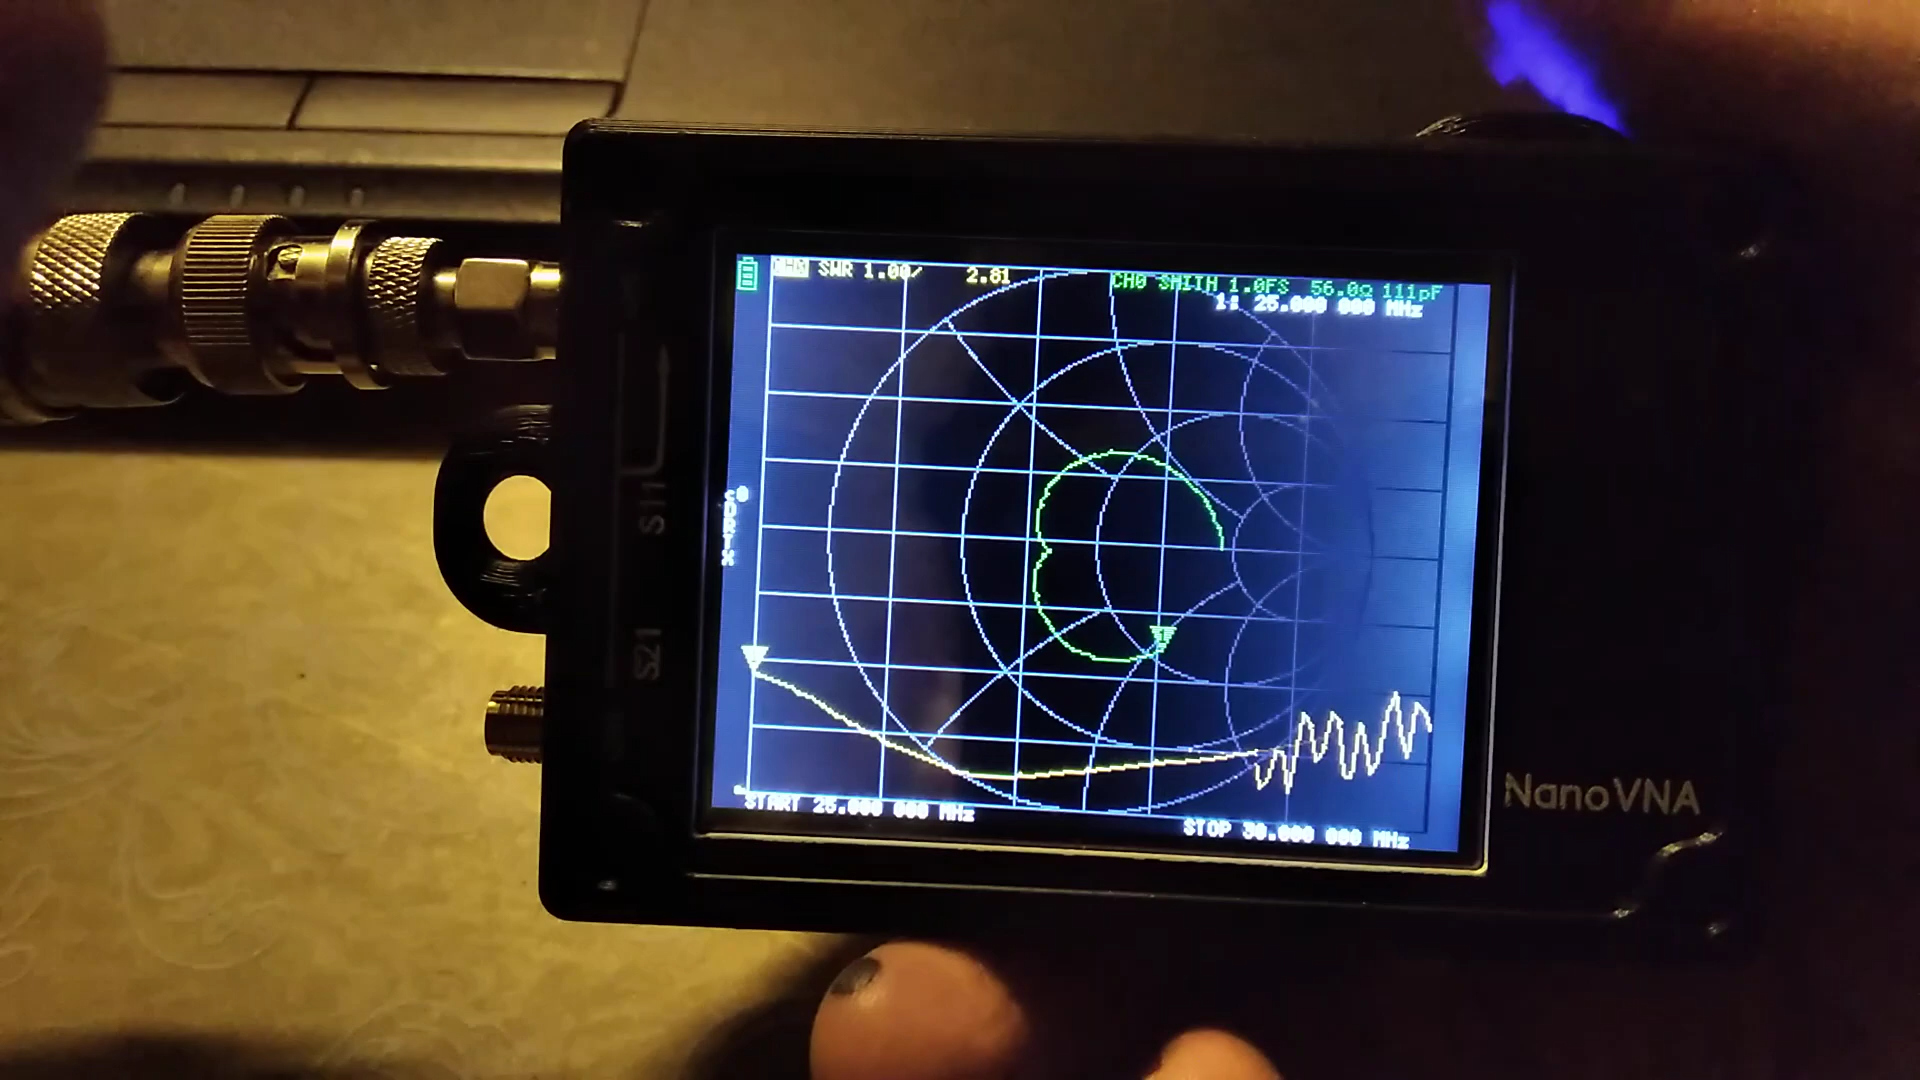 CH0 SWR 1.00/ 2.81
CH0 SMITH 1.0FS 56.0Ω 111pF
1: 25.000 000 MHz
S11
S21
START 25.000 000 MHz
STOP 30.000 000 MHz
NanoVNA